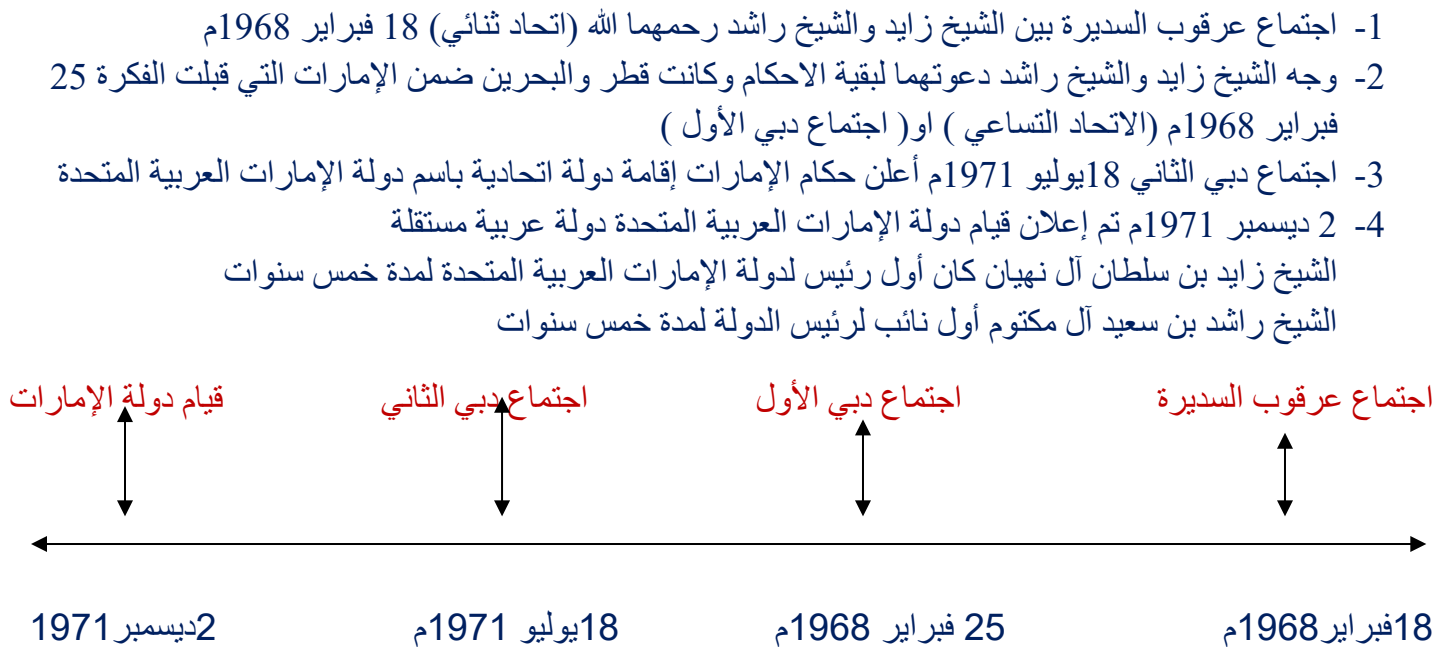 1- اجتماع عرقوب السديرة بين الشيخ زايد والشيخ راشد رحمهما الله (اتحاد ثنائي) 18 فبراير 1968م
2- وجه الشيخ زايد والشيخ راشد دعوتهما لبقية الاحكام وكانت قطر والبحرين ضمن الإمارات التي قبلت الفكرة 25
فبراير 1968م (الاتحاد التساعي ) او( اجتماع دبي الأول )
3- اجتماع دبي الثاني 18يوليو 1971م أعلن حكام الإمارات إقامة دولة اتحادية باسم دولة الإمارات العربية المتحدة
4- 2 ديسمبر 1971م تم إعلان قيام دولة الإمارات العربية المتحدة دولة عربية مستقلة
الشيخ زايد بن سلطان آل نهيان كان أول رئيس لدولة الإمارات العربية المتحدة لمدة خمس سنوات
الشيخ راشد بن سعيد آل مكتوم أول نائب لرئيس الدولة لمدة خمس سنوات
اجتماع عرقوب السديرة اجتماع دبي الأول اجتماع دبي الثاني قيام دولة الإمارات
18فبراير1968م 25 فبراير 1968م 18يوليو 1971م 2ديسمبر1971